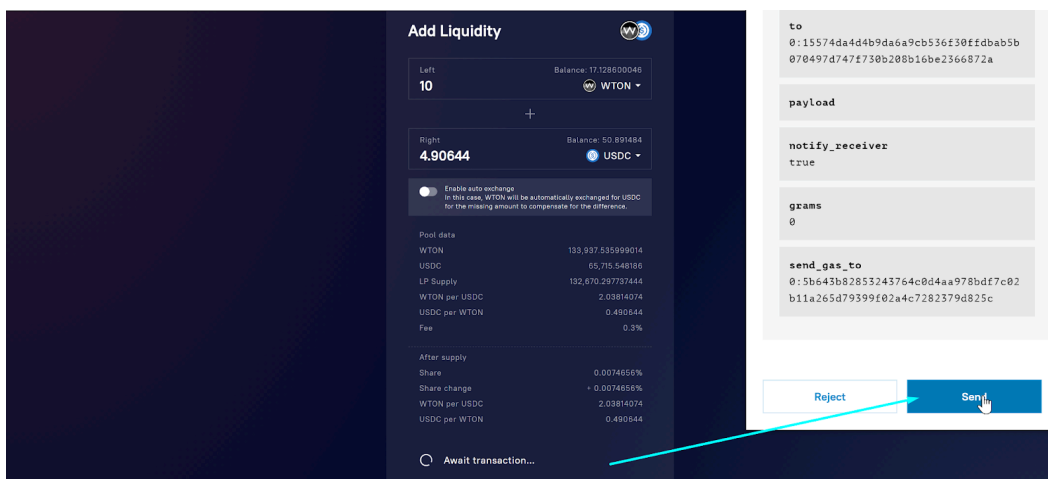 Add Liquidity
Left
Balance: 17.128600046
10
WTON
+
Right
Balance: 50.891484
4.90644
USDC
Enable auto exchange
In this case, WTON will be automatically exchanged for USDC
for the missing amount to compensate for the difference.
Pool data
WTON 133,937.535999014
USDC 65,715.548186
LP Supply 132,670.297737444
WTON per USDC 2.03814074
USDC per WTON 0.490644
Fee 0.3%
After supply
Share 0.0074656%
Share change + 0.0074656%
WTON per USDC 2.03814074
USDC per WTON 0.490644
Await transaction...
to
0:15574da4d4b9da6a9cb536f30ffdbab5b
070497d747f730b208b16be2366872a
payload
notify_receiver
true
grams
0
send_gas_to
0:5b643b82853243764c0d4aa978bdf7c02
b11a265d79399f02a4c7282379d825c
Reject
Send